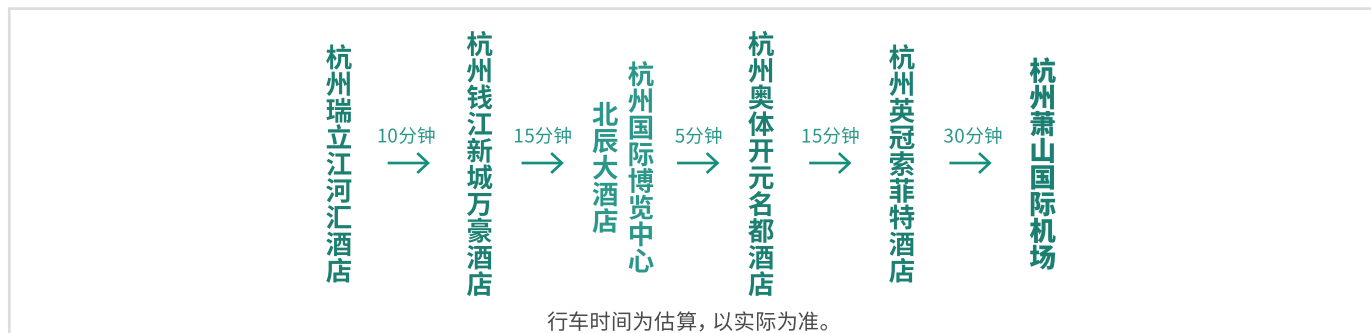 杭州瑞立江河汇酒店
10分钟
杭州钱江新城万豪酒店
15分钟
杭州国际博览中心
北辰大酒店
5分钟
杭州奥体开元名都酒店
15分钟
杭州英冠索菲特酒店
30分钟
杭州萧山国际机场
行车时间为估算，以实际为准。